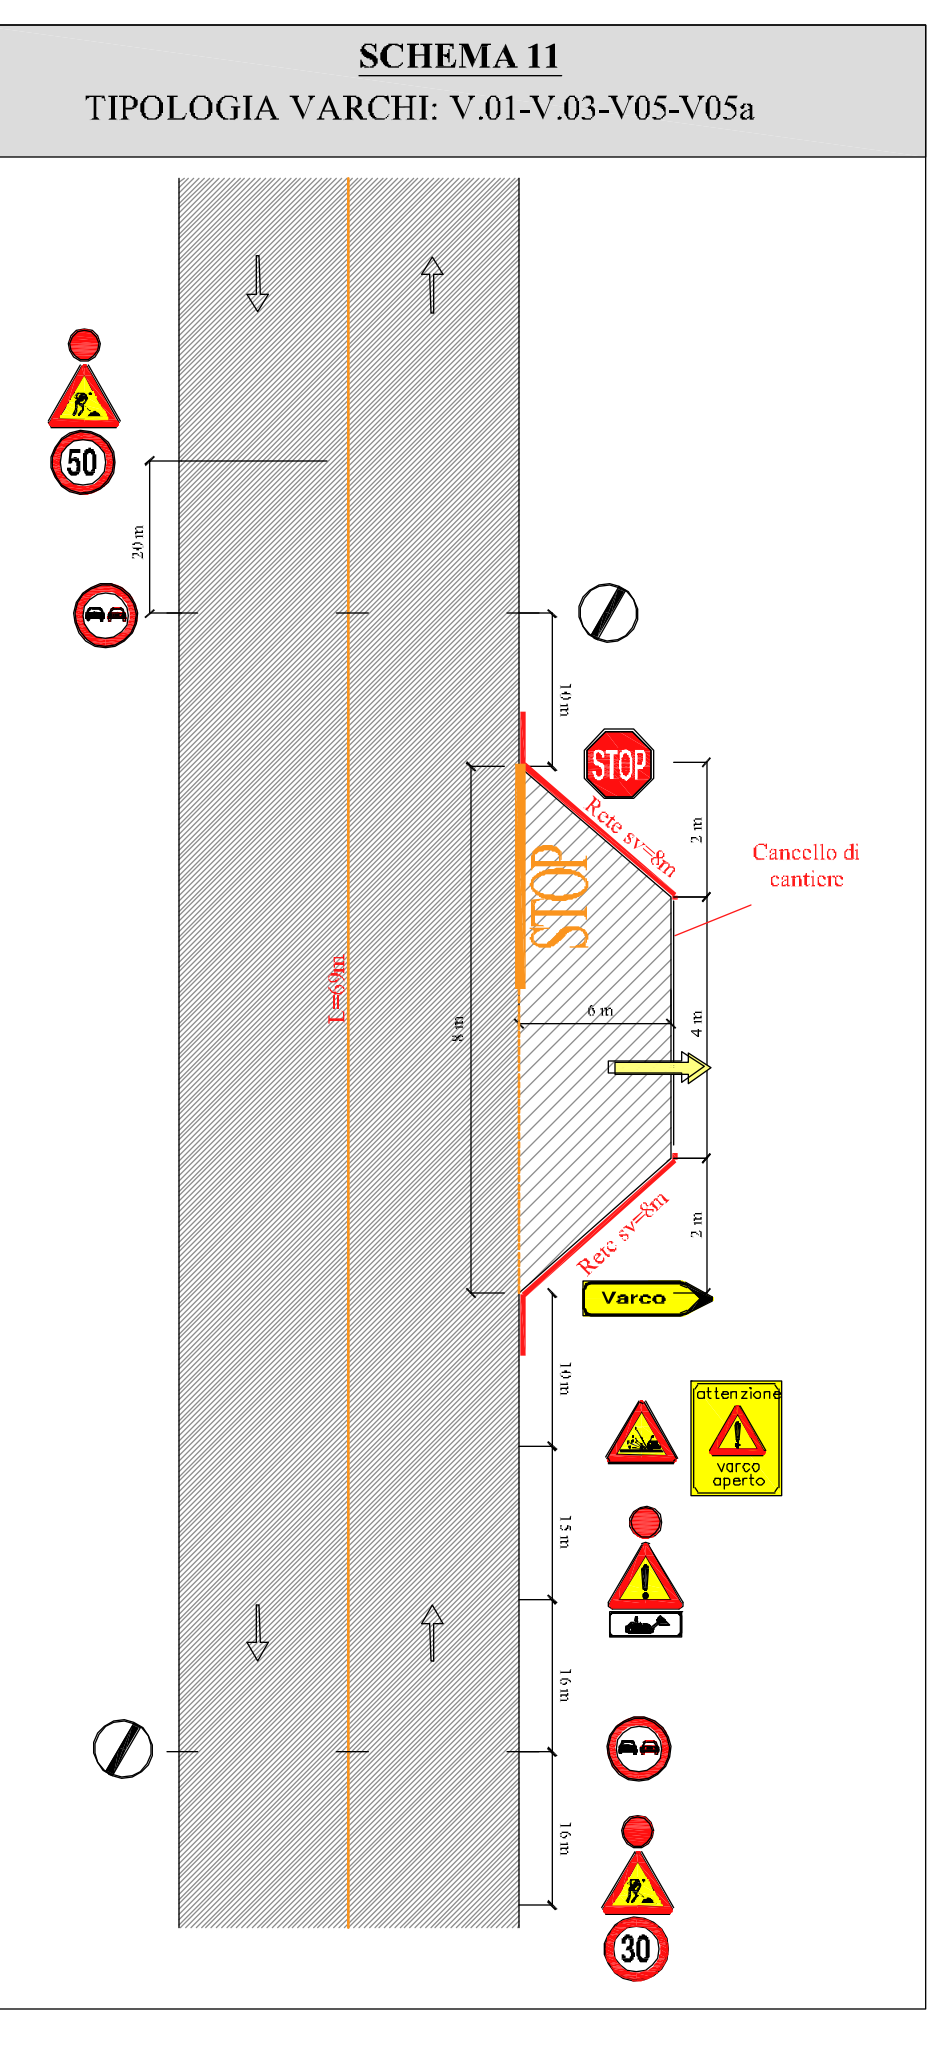 SCHEMA 11
TIPOLOGIA VARCHI: V.01-V.03-V05-V05a
50
20 m
10 m
STOP
Rete sv=8m
2 m
Cancello di
cantiere
STOP
L=69m
8 m
6 m
4 m
Rete sv=8m
2 m
Varco
10 m
attenzione
varco
aperto
15 m
16 m
16 m
30